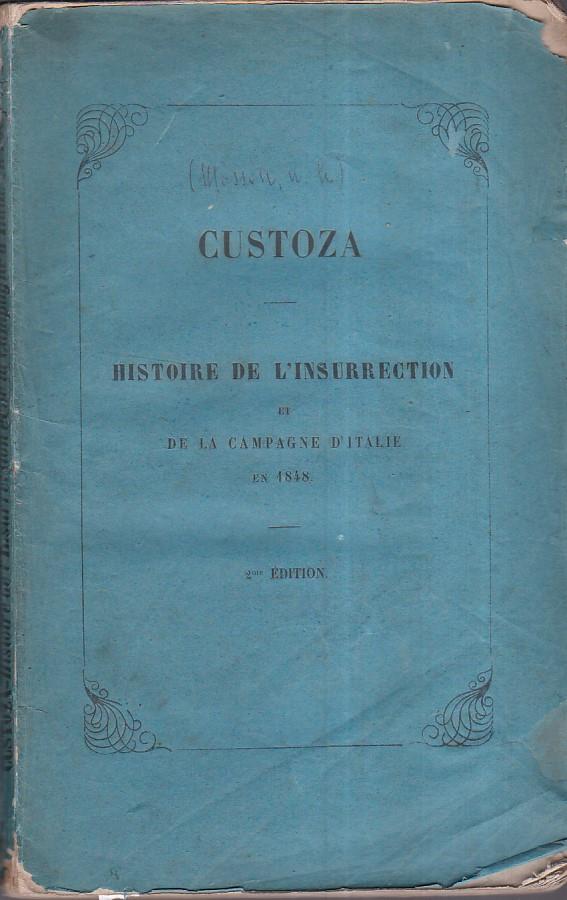 CUSTOZA
HISTOIRE DE L'INSURRECTION
ET
DE LA CAMPAGNE D'ITALIE
EN 1848.
2me ÉDITION.